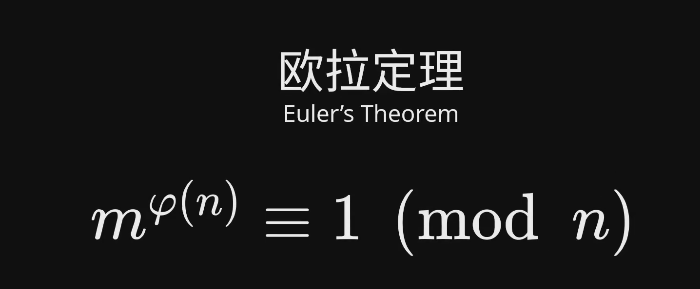 欧拉定理
Euler’s Theorem
m^{φ(n)} ≡ 1 (mod n)